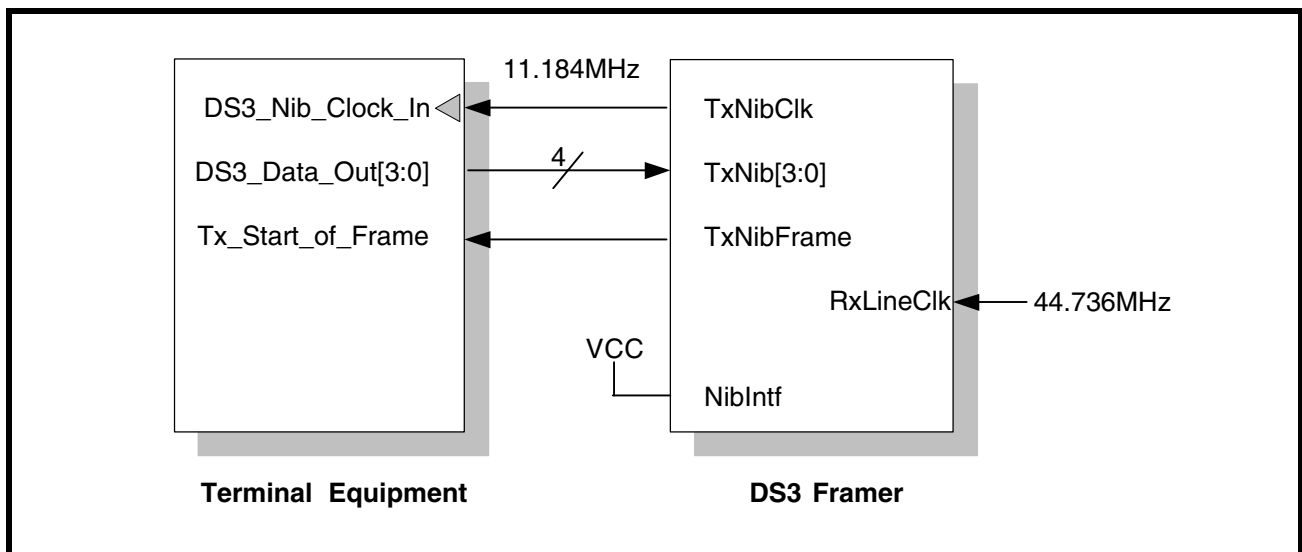 11.184MHz
DS3_Nib_Clock_In
TxNibClk
DS3_Data_Out[3:0]
4
TxNib[3:0]
Tx_Start_of_Frame
TxNibFrame
RxLineClk
44.736MHz
VCC
NibIntf
Terminal Equipment
DS3 Framer